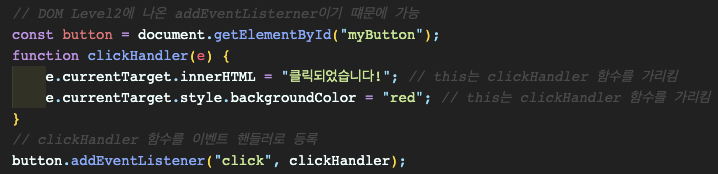 // DOM Level2에 나온 addEventListerner이기 때문에 가능
const button = document.getElementById("myButton");
function clickHandler(e) {
    e.currentTarget.innerHTML = "클릭되었습니다!"; // this는 clickHandler 함수를 가리킴
    e.currentTarget.style.backgroundColor = "red"; // this는 clickHandler 함수를 가리킴
}
// clickHandler 함수를 이벤트 핸들러로 등록
button.addEventListener("click", clickHandler);